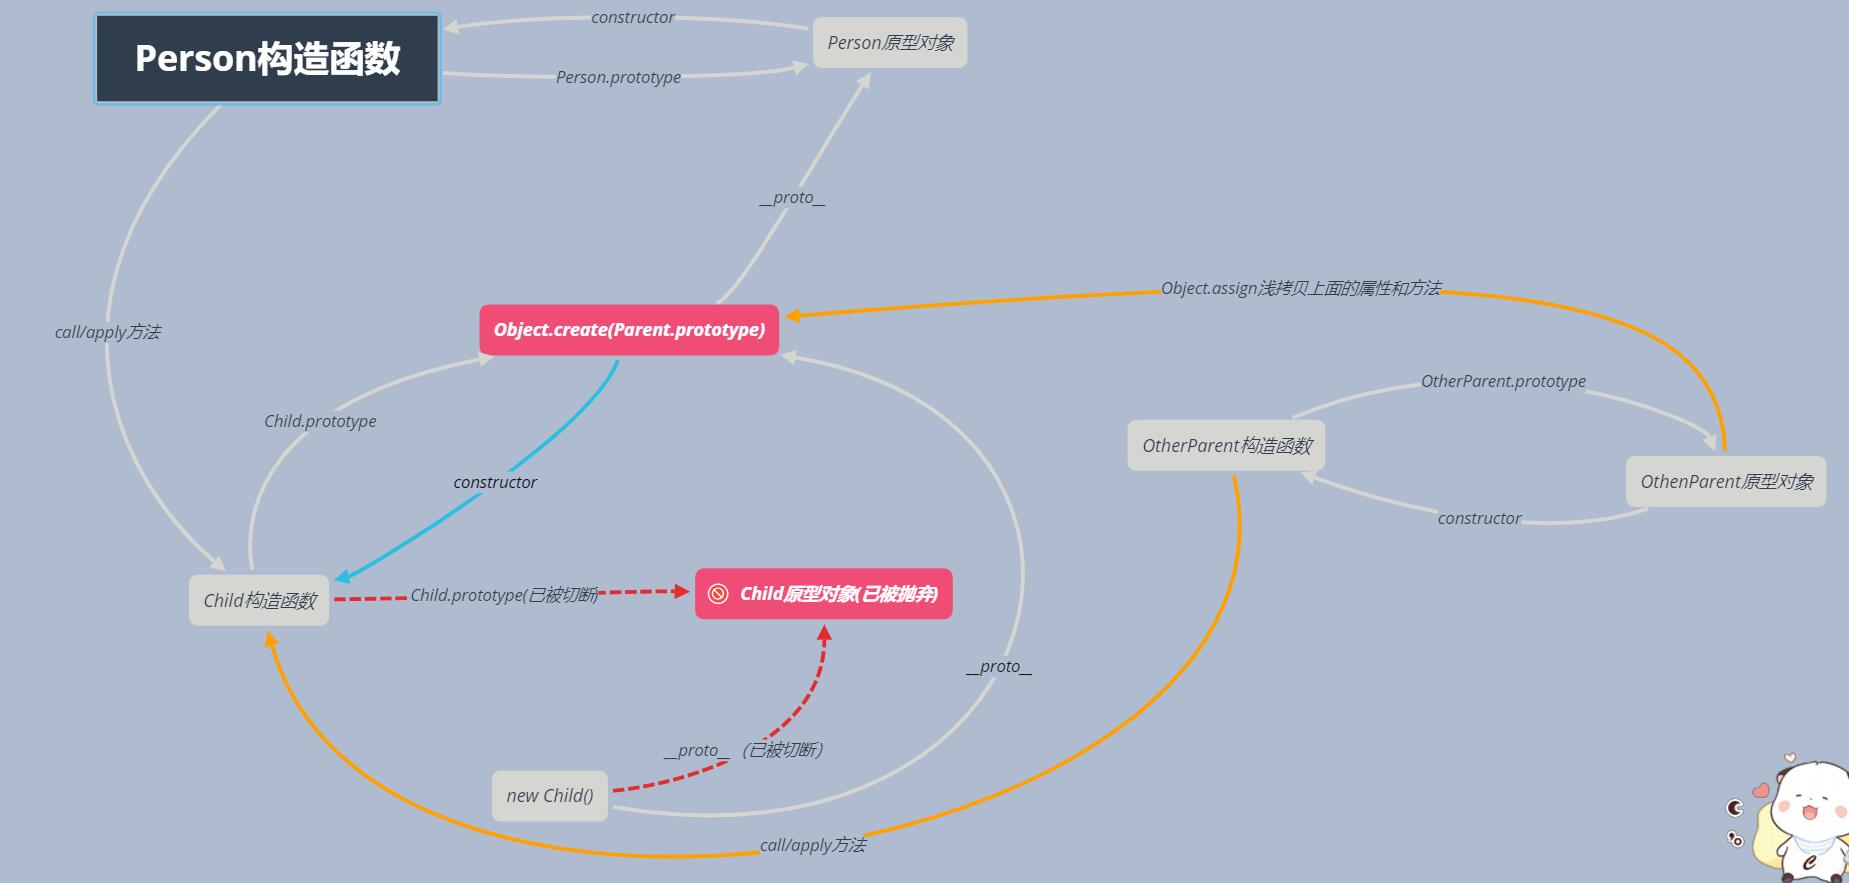 constructor
Person构造函数
Person原型对象
Person.prototype
__proto__
Object.assign浅拷贝上面的属性和方法
Object.create(Parent.prototype)
call/apply方法
OtherParent.prototype
Child.prototype
OtherParent构造函数
constructor
OthenParent原型对象
constructor
Child.prototype(已被切断)
Child原型对象(已被抛弃)
Child构造函数
__proto__
__proto__（已被切断）
new Child()
call/apply方法